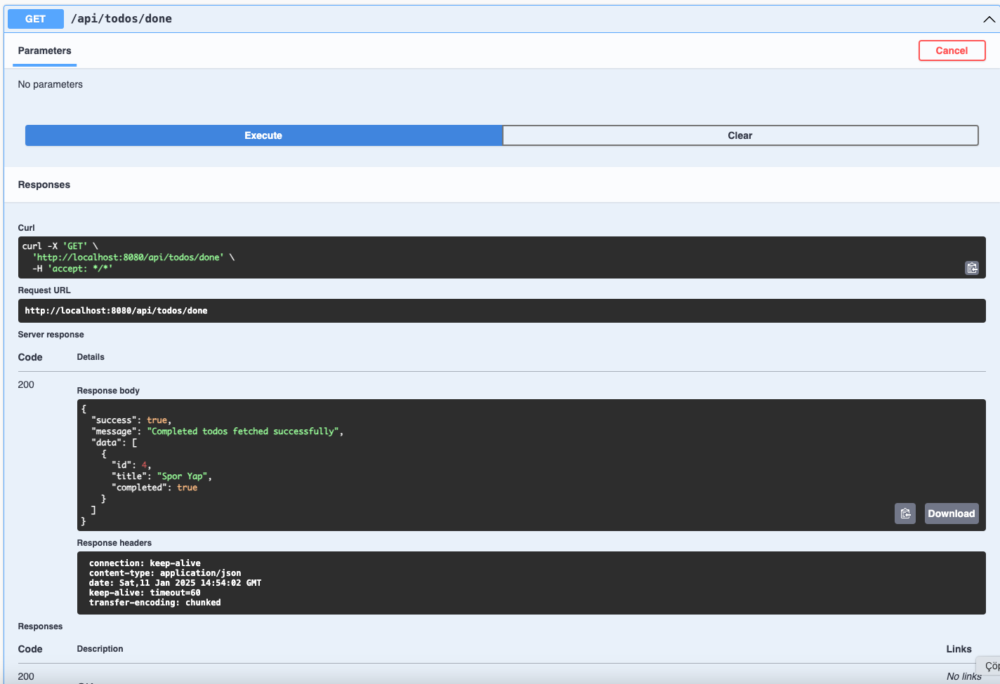 GET /api/todos/done
Parameters
Cancel
No parameters
Execute
Clear
Responses
Curl
curl -X 'GET' \
'http://localhost:8080/api/todos/done' \
-H 'accept: */*'
Request URL
http://localhost:8080/api/todos/done
Server response
Code Details
200
Response body
{
"success": true,
"message": "Completed todos fetched successfully",
"data": [
{
"id": 4,
"title": "Spor Yap",
"completed": true
}
]
}
Download
Response headers
connection: keep-alive
content-type: application/json
date: Sat,11 Jan 2025 14:54:02 GMT
keep-alive: timeout=60
transfer-encoding: chunked
Responses
Code Description Links
200 No links